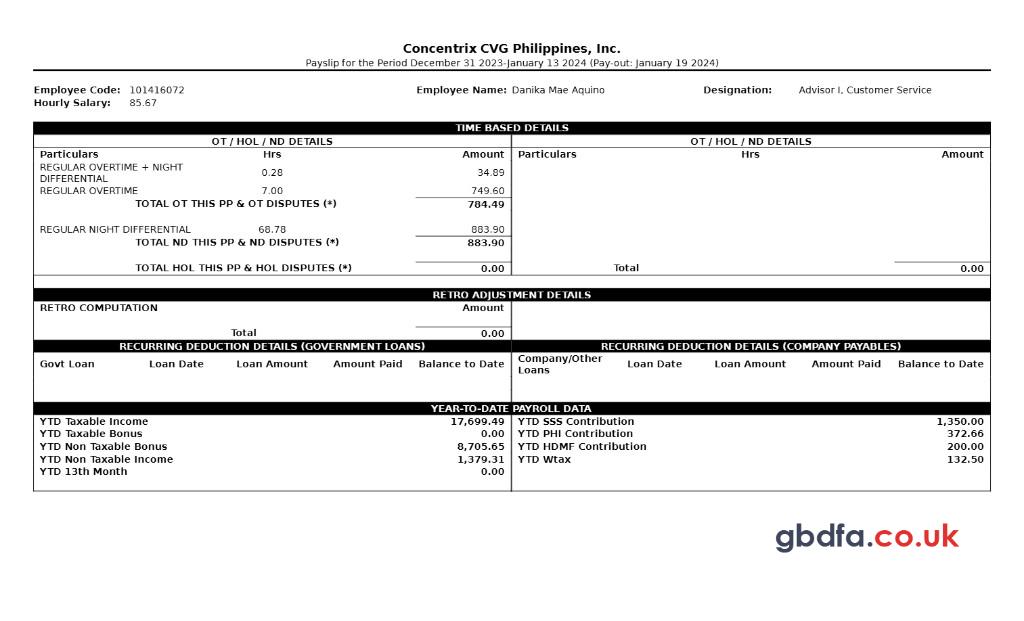 Concentrix CVG Philippines, Inc.
Payslip for the Period December 31 2023-January 13 2024 (Pay-out: January 19 2024)
Employee Code: 101416072 Employee Name: Danika Mae Aquino Designation: Advisor I, Customer Service
Hourly Salary: 85.67
TIME BASED DETAILS
OT / HOL / ND DETAILS OT / HOL / ND DETAILS
Particulars Hrs Amount Particulars Hrs Amount
REGULAR OVERTIME + NIGHT
DIFFERENTIAL 0.28 34.89
REGULAR OVERTIME 7.00 749.60
TOTAL OT THIS PP & OT DISPUTES (*) 784.49
REGULAR NIGHT DIFFERENTIAL 68.78 883.90
TOTAL ND THIS PP & ND DISPUTES (*) 883.90
TOTAL HOL THIS PP & HOL DISPUTES (*) 0.00 Total 0.00
RETRO ADJUSTMENT DETAILS
RETRO COMPUTATION Amount
Total 0.00
RECURRING DEDUCTION DETAILS (GOVERNMENT LOANS) RECURRING DEDUCTION DETAILS (COMPANY PAYABLES)
Govt Loan Loan Date Loan Amount Amount Paid Balance to Date Company/Other Loans Loan Date Loan Amount Amount Paid Balance to Date
YEAR-TO-DATE PAYROLL DATA
YTD Taxable Income 17,699.49 YTD SSS Contribution 1,350.00
YTD Taxable Bonus 0.00 YTD PHI Contribution 372.66
YTD Non Taxable Bonus 8,705.65 YTD HDMF Contribution 200.00
YTD Non Taxable Income 1,379.31 YTD Wtax 132.50
YTD 13th Month 0.00
gbdfa.co.uk